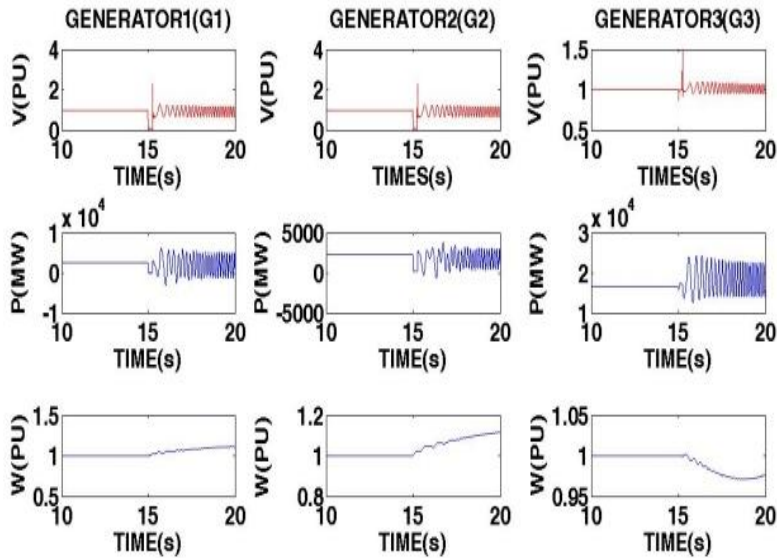 GENERATOR1(G1) GENERATOR2(G2) GENERATOR3(G3)
V(PU) 4 2 0 10 15 20 TIME(s)
V(PU) 4 2 0 10 15 20 TIMES(s)
V(PU) 1.5 1 0.5 10 15 20 TIMES(s)
P(MW) x 10^4 1 0 -1 10 15 20 TIME(s)
P(MW) 5000 0 -5000 10 15 20 TIME(s)
P(MW) x 10^4 3 2 1 10 15 20 TIME(s)
W(PU) 1.5 1 0.5 10 15 20 TIME(s)
W(PU) 1.2 1 0.8 10 15 20 TIME(s)
W(PU) 1.05 1 0.95 10 15 20 TIME(s)